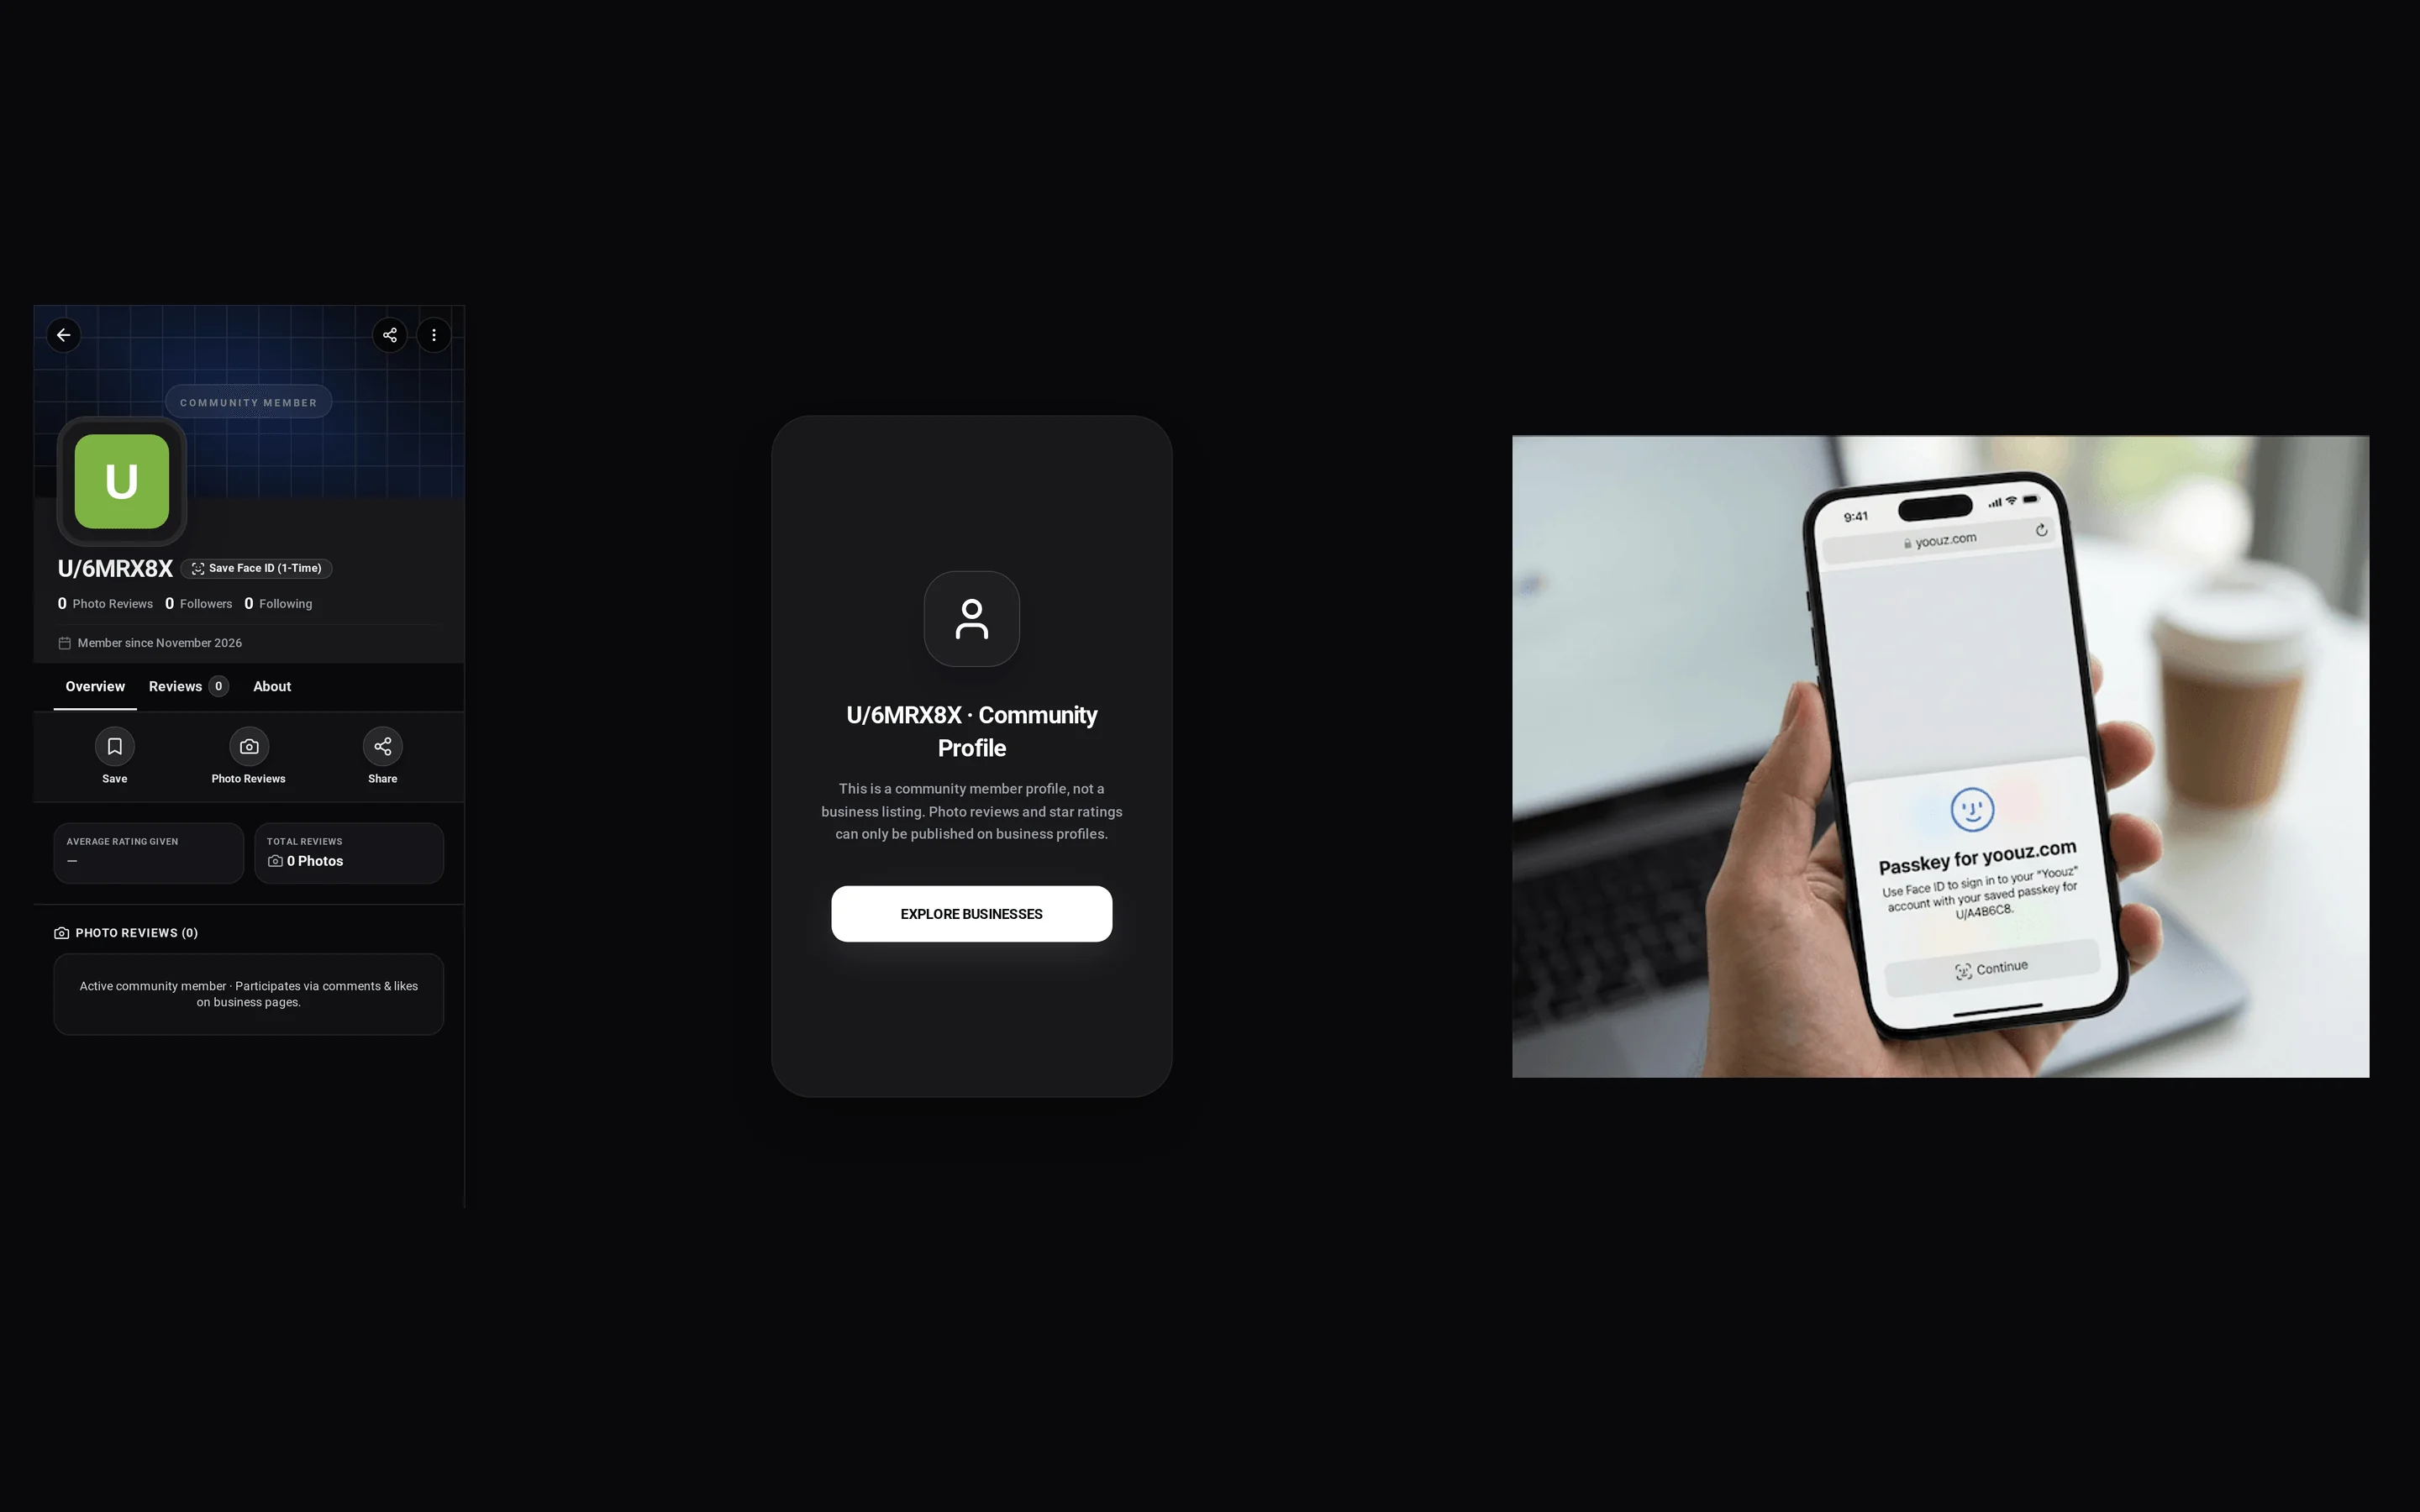 COMMUNITY MEMBER
U
U/6MRX8X
Save Face ID (1-Time)
0 Photo Reviews 0 Followers 0 Following
Member since November 2026
Overview Reviews 0 About
Save Photo Reviews Share
AVERAGE RATING GIVEN
—
TOTAL REVIEWS
0 Photos
PHOTO REVIEWS (0)
Active community member · Participates via comments & likes
on business pages.
U/6MRX8X · Community
Profile
This is a community member profile, not a
business listing. Photo reviews and star ratings
can only be published on business profiles.
EXPLORE BUSINESSES
9:41
yoouz.com
Passkey for yoouz.com
Use Face ID to sign in to your "Yoouz"
account with your saved passkey for
U/A4B6C8.
Continue